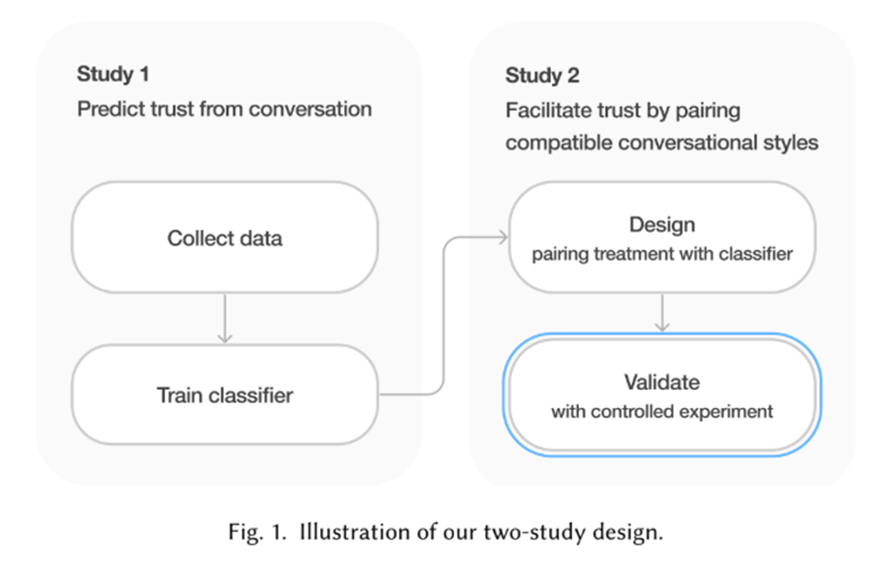 Study 1
Predict trust from conversation
Collect data
Train classifier
Study 2
Facilitate trust by pairing
compatible conversational styles
Design
pairing treatment with classifier
Validate
with controlled experiment
Fig. 1. Illustration of our two-study design.